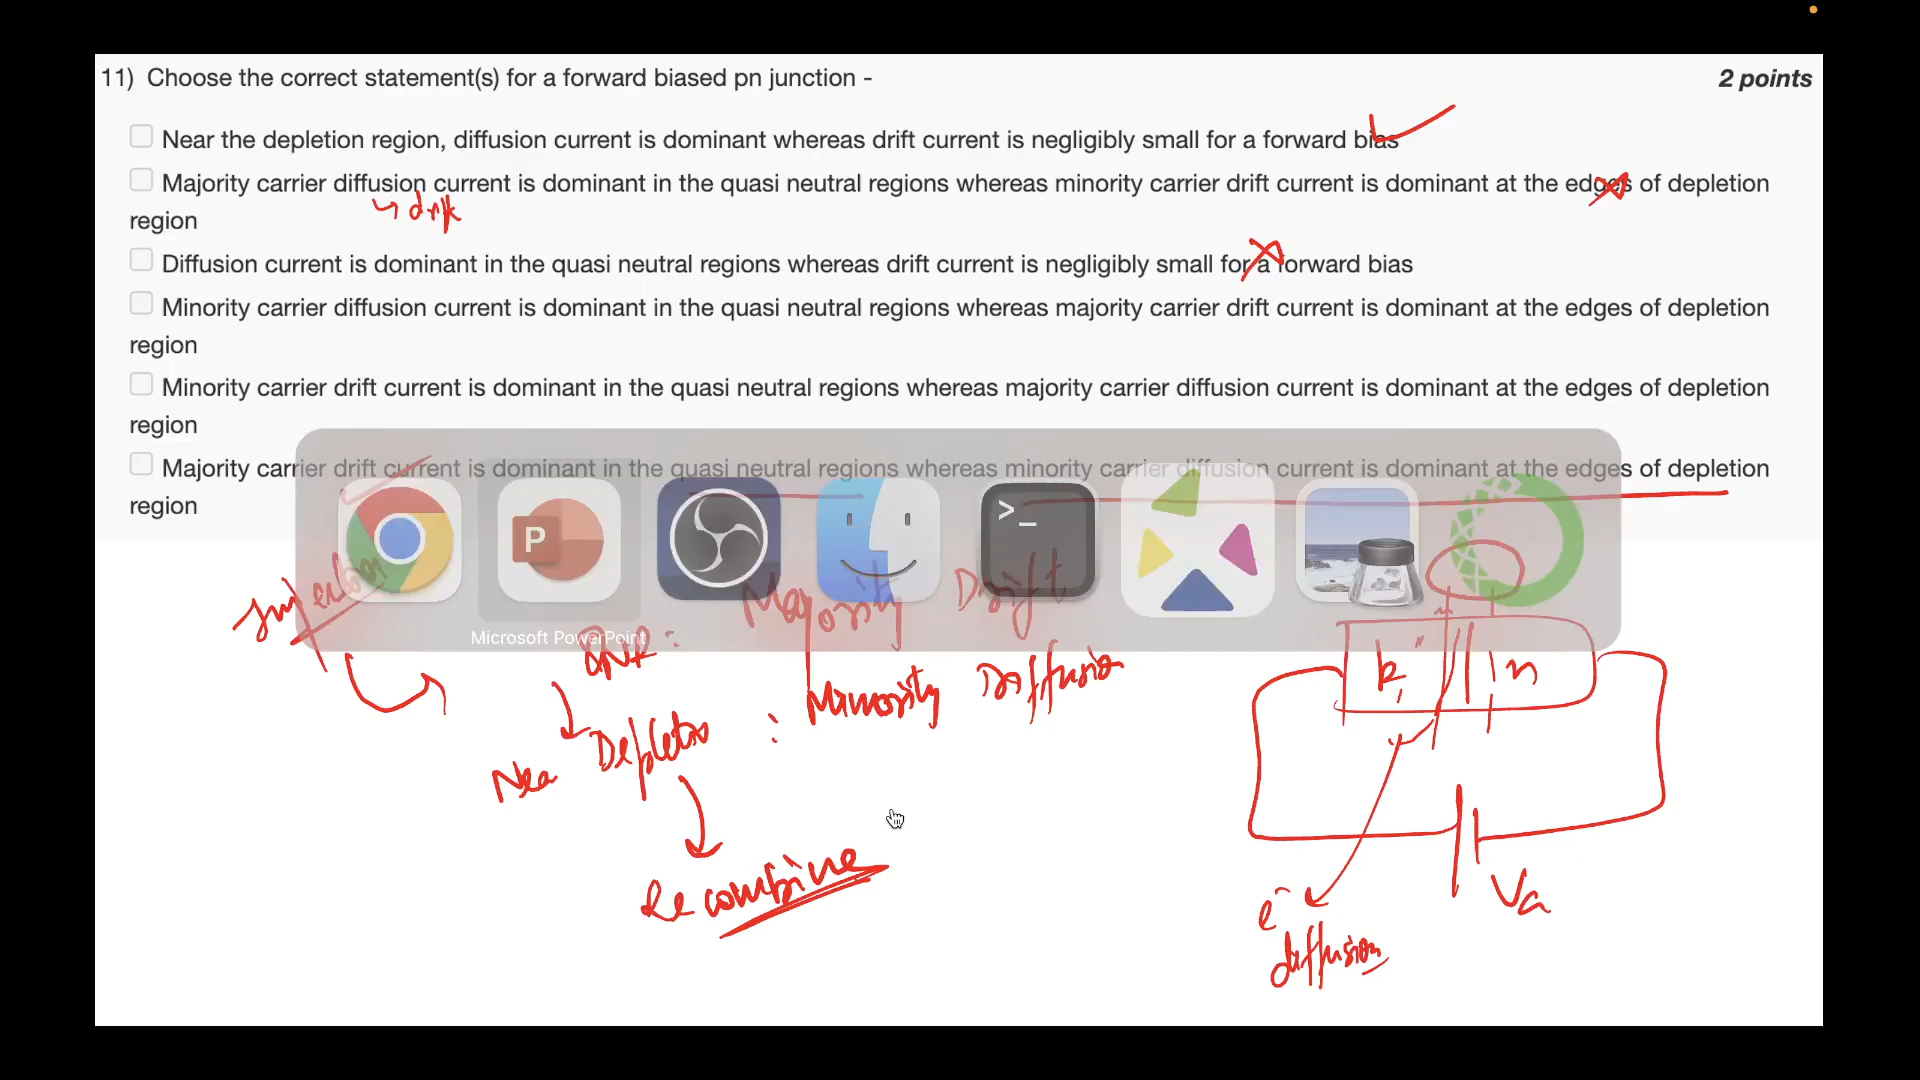 11) Choose the correct statement(s) for a forward biased pn junction -
2 points
Near the depletion region, diffusion current is dominant whereas drift current is negligibly small for a forward bias
Majority carrier diffusion current is dominant in the quasi neutral regions whereas minority carrier drift current is dominant at the edges of depletion
drift
region
Diffusion current is dominant in the quasi neutral regions whereas drift current is negligibly small for a forward bias
Minority carrier diffusion current is dominant in the quasi neutral regions whereas majority carrier drift current is dominant at the edges of depletion
region
Minority carrier drift current is dominant in the quasi neutral regions whereas majority carrier diffusion current is dominant at the edges of depletion
region
Majority carrier drift current is dominant in the quasi neutral regions whereas minority carrier diffusion current is dominant at the edges of depletion
region
P
>_
Majority Drift
Microsoft PowerPoint
QNR :
Minority Diffusion
Near Depletion :
n
Recombine
Va
e-
diffusion